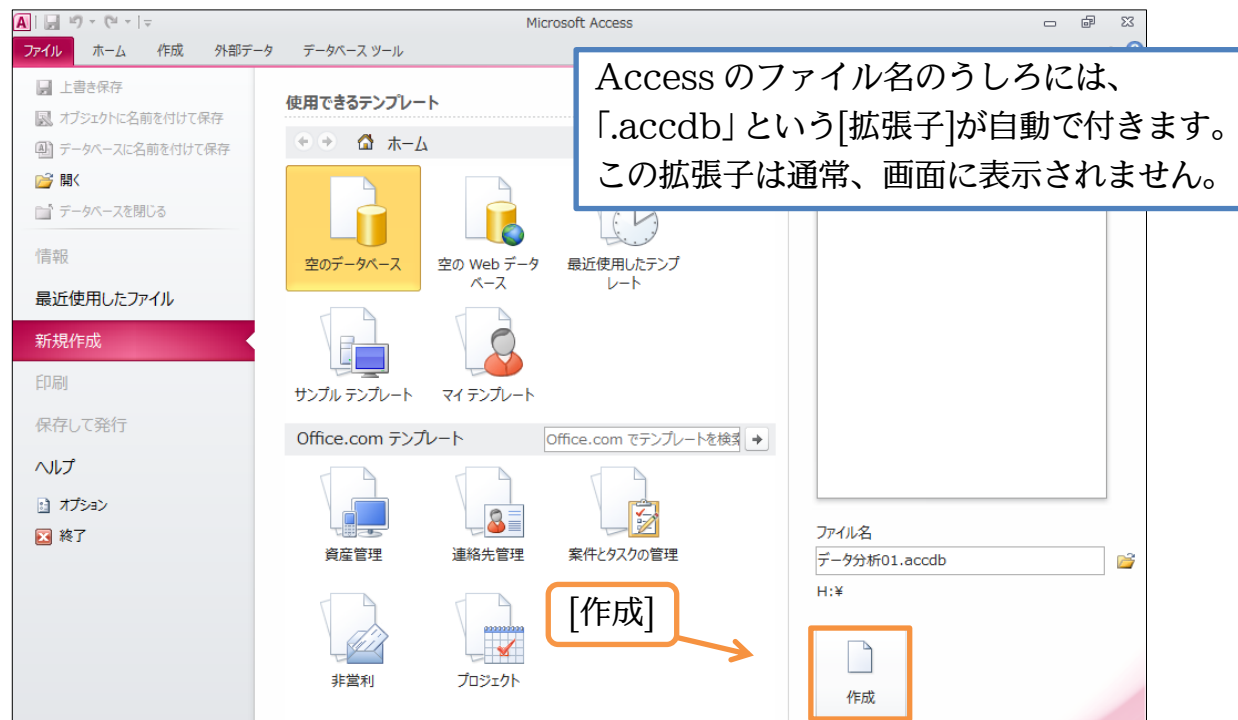 Microsoft Access
ファイル ホーム 作成 外部データ データベース ツール
Access のファイル名のうしろには、
「.accdb」という[拡張子]が自動で付きます。
この拡張子は通常、画面に表示されません。
上書き保存
オブジェクトに名前を付けて保存
データベースに名前を付けて保存
開く
データベースを閉じる
情報
最近使用したファイル
新規作成
印刷
保存して発行
ヘルプ
オプション
終了
使用できるテンプレート
ホーム
空のデータベース
空の Web データ
ベース
最近使用したテンプ
レート
サンプル テンプレート
マイ テンプレート
Office.com テンプレート
Office.com でテンプレートを検索
資産管理
連絡先管理
案件とタスクの管理
非営利
プロジェクト
ファイル名
データ分析01.accdb
H:¥
[作成]
作成